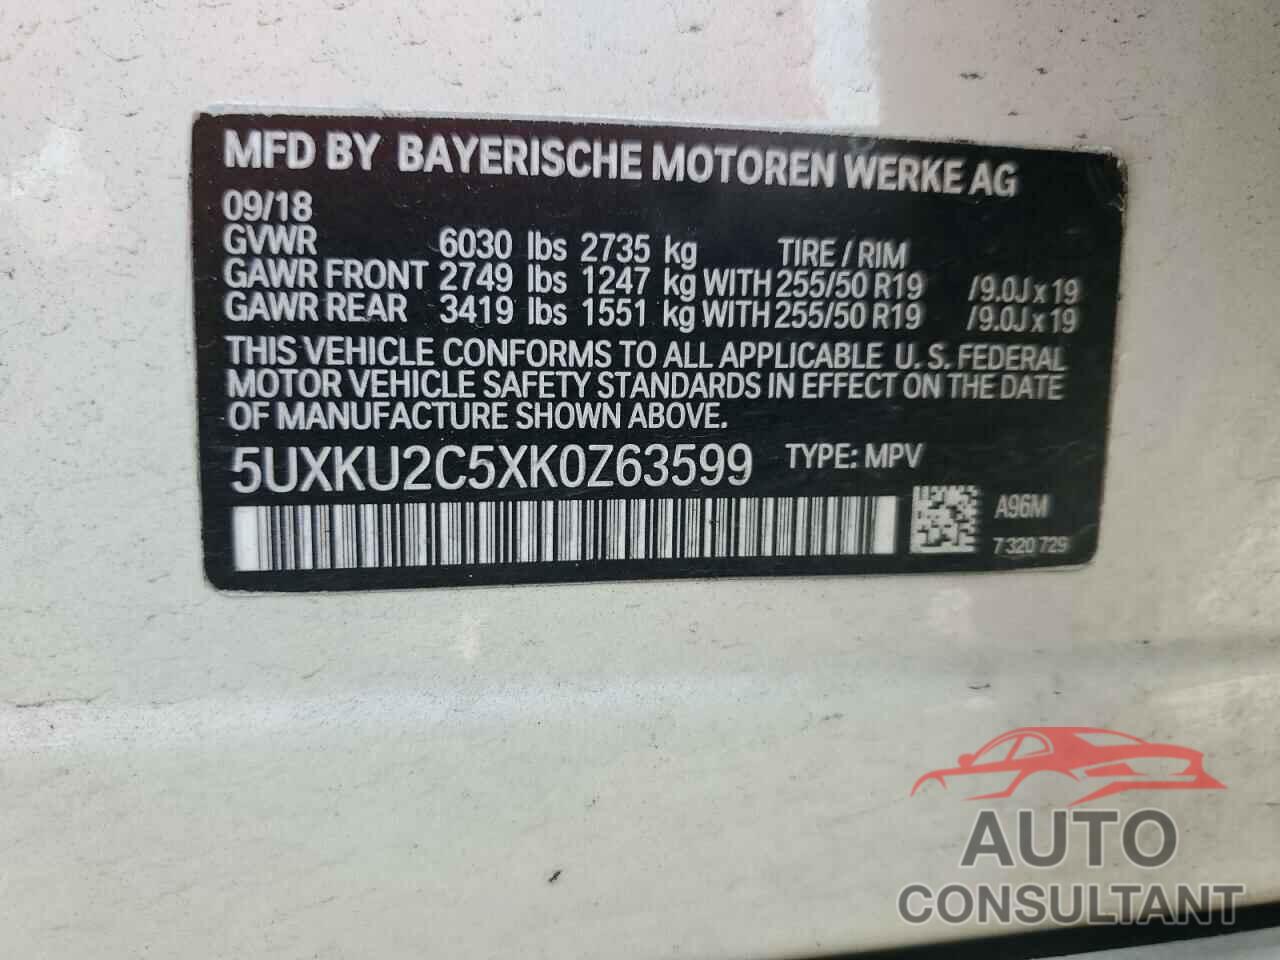 MFD BY BAYERISCHE MOTOREN WERKE AG
09/18
GVWR 6030 lbs 2735 kg TIRE / RIM
GAWR FRONT 2749 lbs 1247 kg WITH 255/50 R19 /9.0J x 19
GAWR REAR 3419 lbs 1551 kg WITH 255/50 R19 /9.0J x 19
THIS VEHICLE CONFORMS TO ALL APPLICABLE U. S. FEDERAL
MOTOR VEHICLE SAFETY STANDARDS IN EFFECT ON THE DATE
OF MANUFACTURE SHOWN ABOVE.
5UXKU2C5XK0Z63599 TYPE: MPV
A96M
7 320 729
AUTO
CONSULTANT